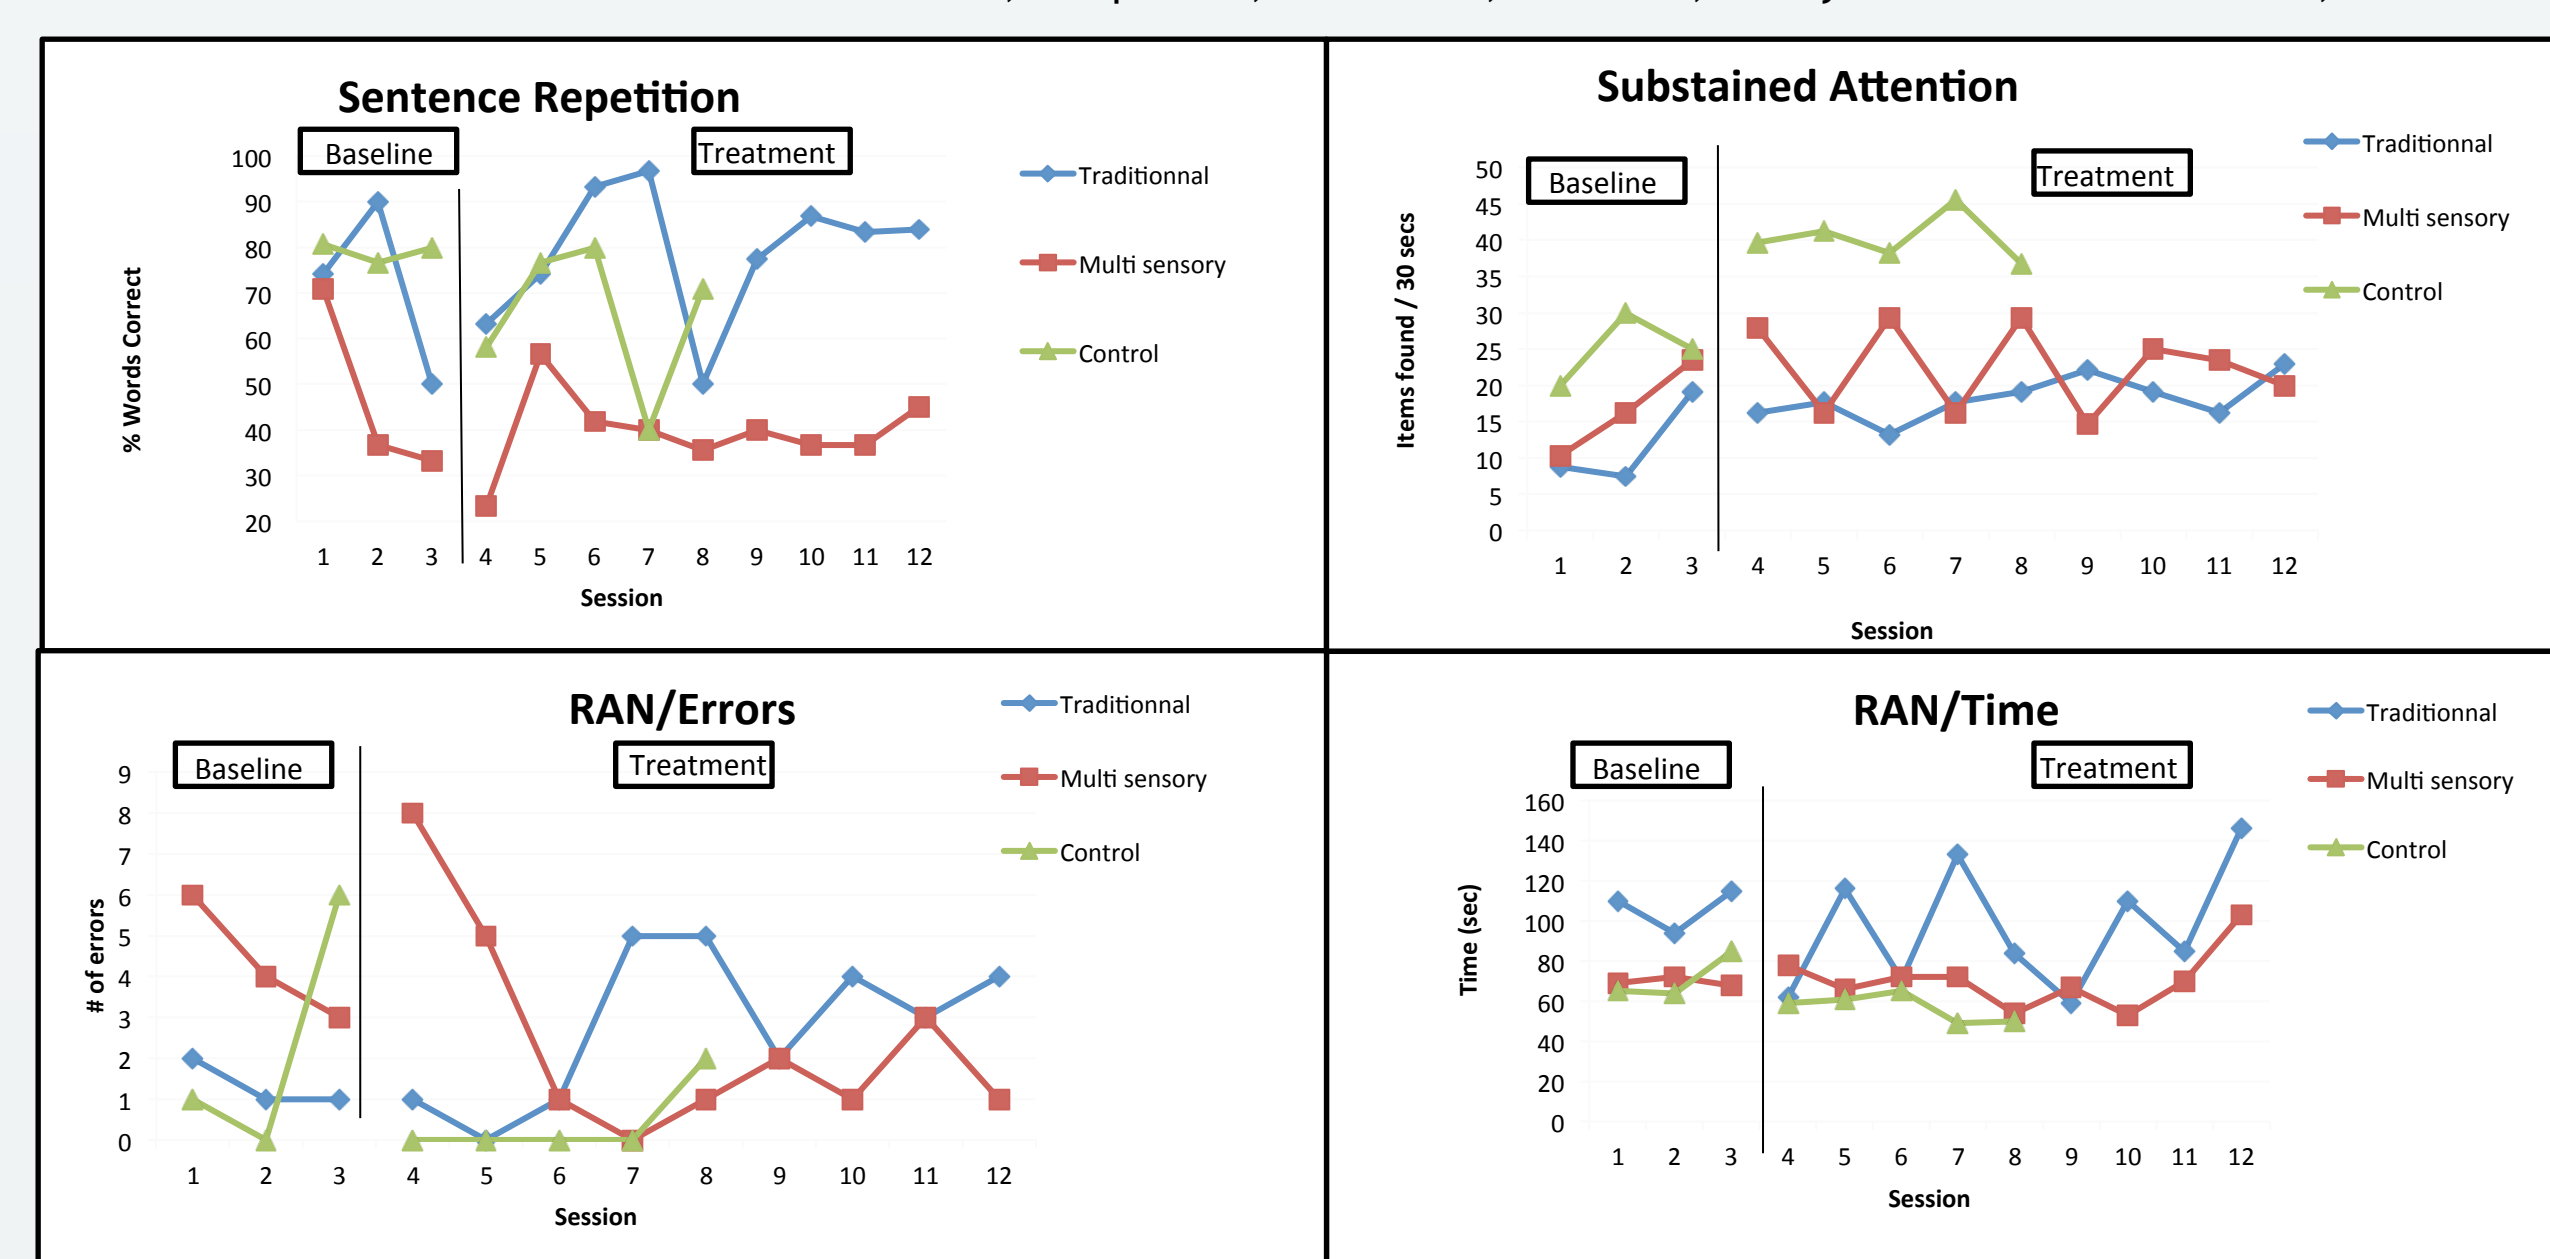 Sentence Repetition
Baseline
Treatment
100
90
80
70
60
50
40
30
20
% Words Correct
1 2 3 4 5 6 7 8 9 10 11 12
Session
Traditionnal
Multi sensory
Control
Substained Attention
Baseline
Treatment
50
45
40
35
30
25
20
15
10
5
0
Items found / 30 secs
1 2 3 4 5 6 7 8 9 10 11 12
Session
Traditionnal
Multi sensory
Control
RAN/Errors
Baseline
Treatment
9
8
7
6
5
4
3
2
1
0
# of errors
1 2 3 4 5 6 7 8 9 10 11 12
Session
Traditionnal
Multi sensory
Control
RAN/Time
Baseline
Treatment
160
140
120
100
80
60
40
20
0
Time (sec)
1 2 3 4 5 6 7 8 9 10 11 12
Session
Traditionnal
Multi sensory
Control